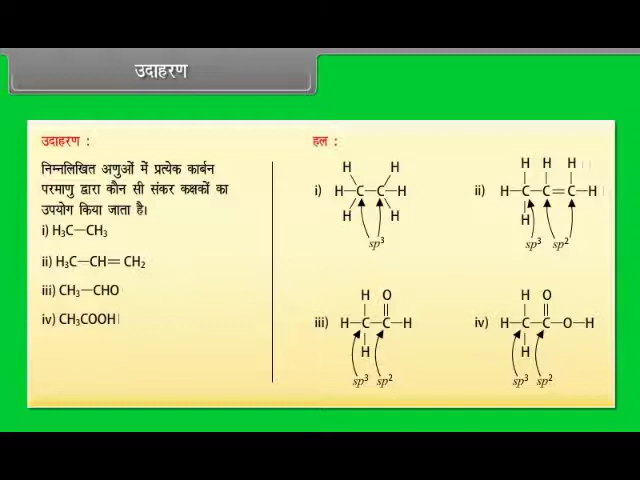 उदाहरण
उदाहरण :
निम्नलिखित अणुओं में प्रत्येक कार्बन
परमाणु द्वारा कौन सी संकर कक्षकों का
उपयोग किया जाता है।
i) H₃C—CH₃
ii) H₃C—CH=CH₂
iii) CH₃—CHO
iv) CH₃COOH
हल :
i)
H H
H—C—C—H
H H
sp³
ii)
H H H
H—C—C=C—H
H
sp³ sp²
iii)
H O
H—C—C—H
H
sp³ sp²
iv)
H O
H—C—C—O—H
H
sp³ sp²